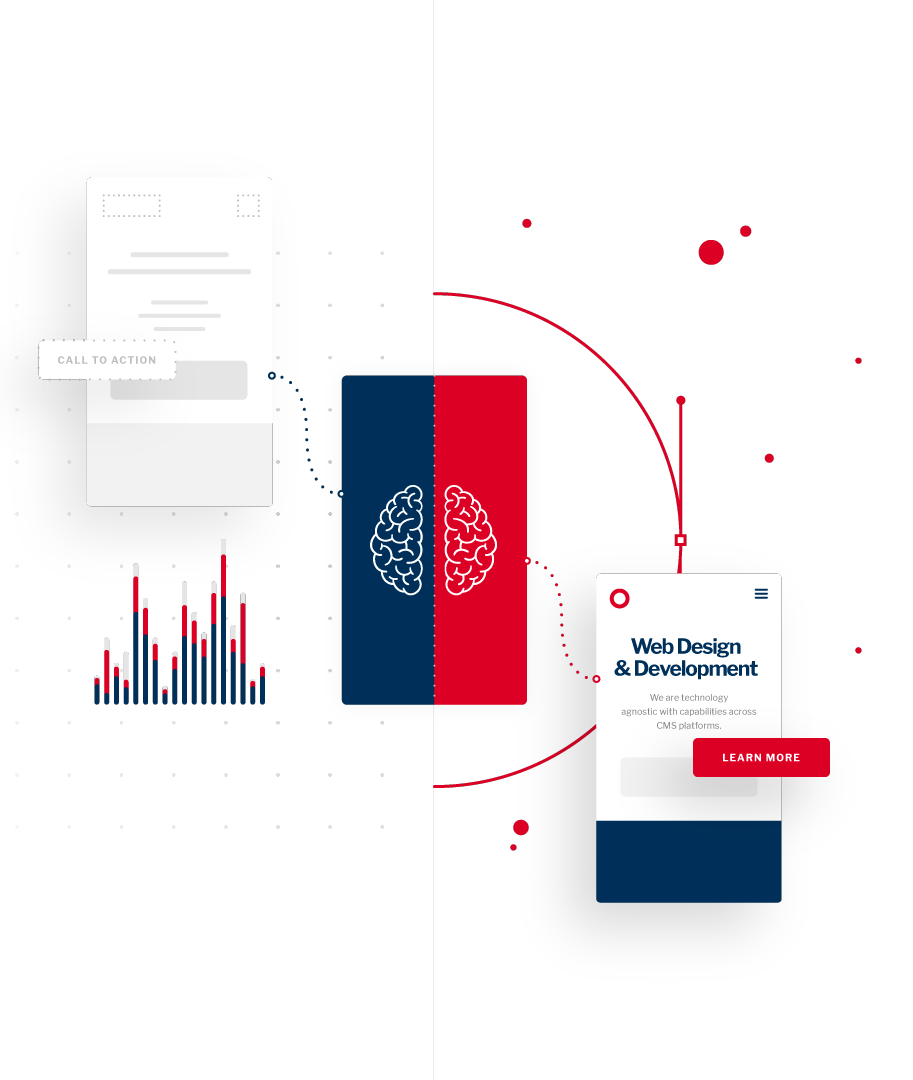 CALL TO ACTION
Web Design
& Development
We are technology
agnostic with capabilities across
CMS platforms.
LEARN MORE